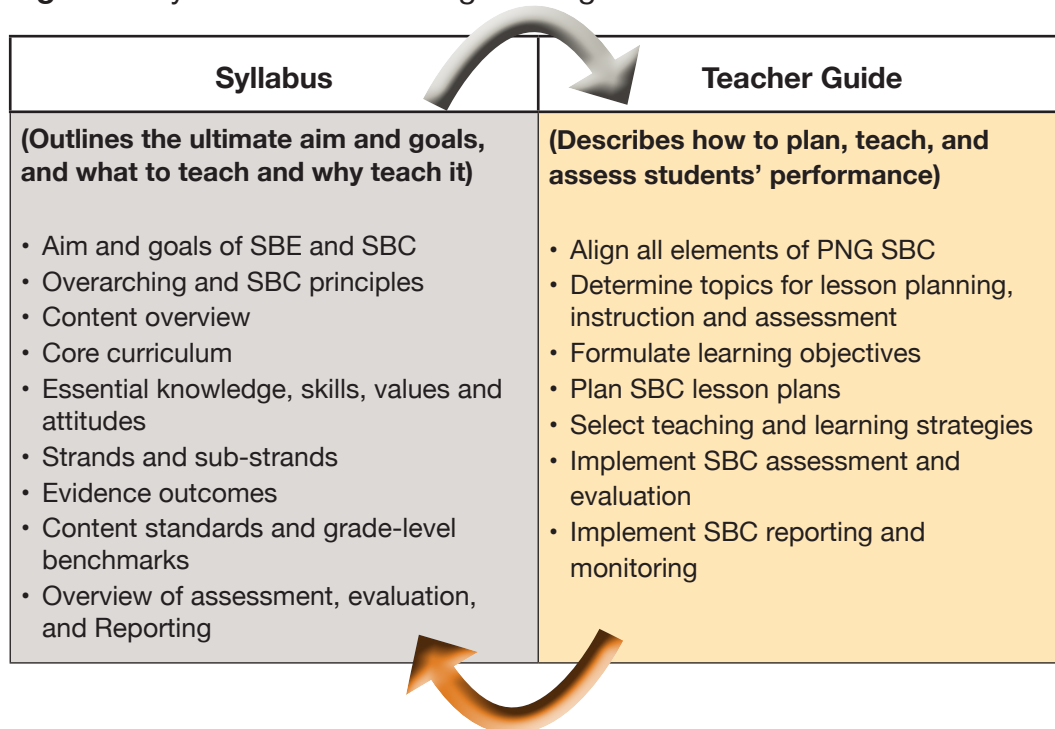 Syllabus
Teacher Guide
(Outlines the ultimate aim and goals,
and what to teach and why teach it)
• Aim and goals of SBE and SBC
• Overarching and SBC principles
• Content overview
• Core curriculum
• Essential knowledge, skills, values and
attitudes
• Strands and sub-strands
• Evidence outcomes
• Content standards and grade-level
benchmarks
• Overview of assessment, evaluation,
and Reporting
(Describes how to plan, teach, and
assess students’ performance)
• Align all elements of PNG SBC
• Determine topics for lesson planning,
instruction and assessment
• Formulate learning objectives
• Plan SBC lesson plans
• Select teaching and learning strategies
• Implement SBC assessment and
evaluation
• Implement SBC reporting and
monitoring